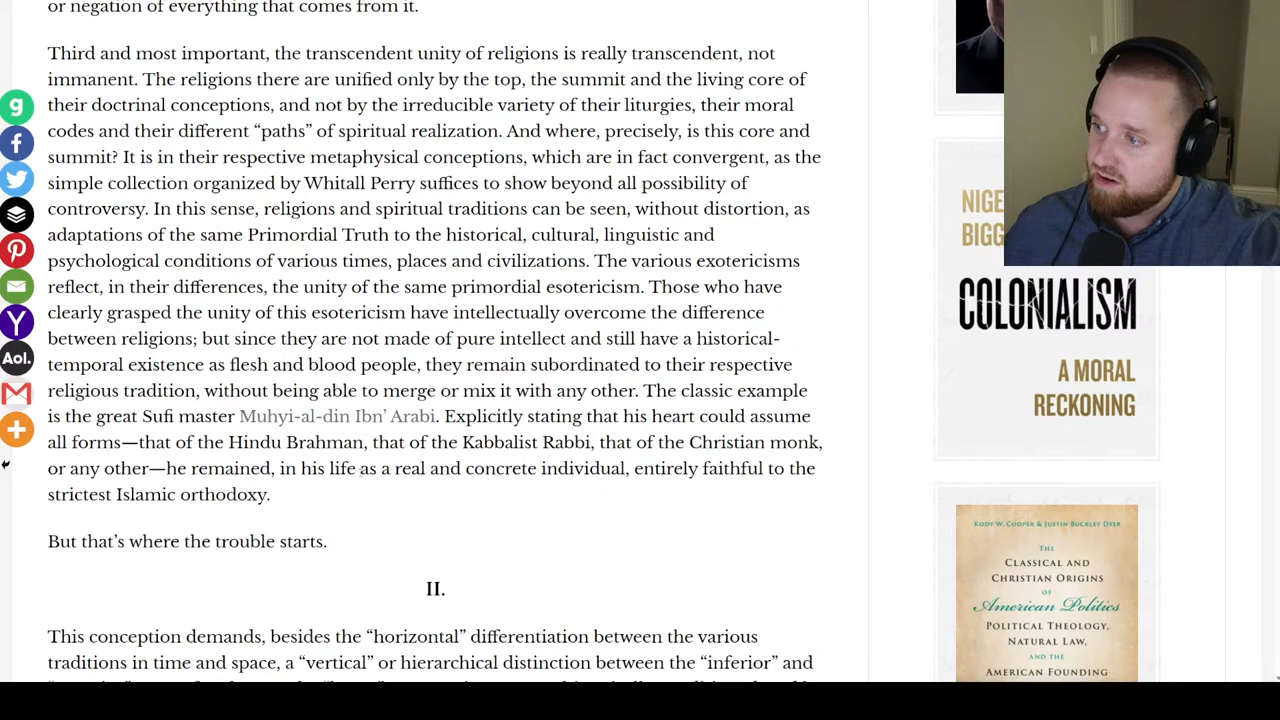 or negation of everything that comes from it.
Third and most important, the transcendent unity of religions is really transcendent, not
immanent. The religions there are unified only by the top, the summit and the living core of
their doctrinal conceptions, and not by the irreducible variety of their liturgies, their moral
codes and their different “paths” of spiritual realization. And where, precisely, is this core and
summit? It is in their respective metaphysical conceptions, which are in fact convergent, as the
simple collection organized by Whitall Perry suffices to show beyond all possibility of
controversy. In this sense, religions and spiritual traditions can be seen, without distortion, as
adaptations of the same Primordial Truth to the historical, cultural, linguistic and
psychological conditions of various times, places and civilizations. The various exotericisms
reflect, in their differences, the unity of the same primordial esotericism. Those who have
clearly grasped the unity of this esotericism have intellectually overcome the difference
between religions; but since they are not made of pure intellect and still have a historical-
temporal existence as flesh and blood people, they remain subordinated to their respective
religious tradition, without being able to merge or mix it with any other. The classic example
is the great Sufi master Muhyi-al-din Ibn’ Arabi. Explicitly stating that his heart could assume
all forms—that of the Hindu Brahman, that of the Kabbalist Rabbi, that of the Christian monk,
or any other—he remained, in his life as a real and concrete individual, entirely faithful to the
strictest Islamic orthodoxy.
But that’s where the trouble starts.
II.
This conception demands, besides the “horizontal” differentiation between the various
traditions in time and space, a “vertical” or hierarchical distinction between the “inferior” and
g
f
Y
Aol.
M
NIGE
BIGG
COLONIALISM
A MORAL
RECKONING
KODY W. COOPER & JUSTIN BUCKLEY DYER
THE
CLASSICAL AND
CHRISTIAN ORIGINS
OF
American Politics
POLITICAL THEOLOGY,
NATURAL LAW,
AND THE
AMERICAN FOUNDING